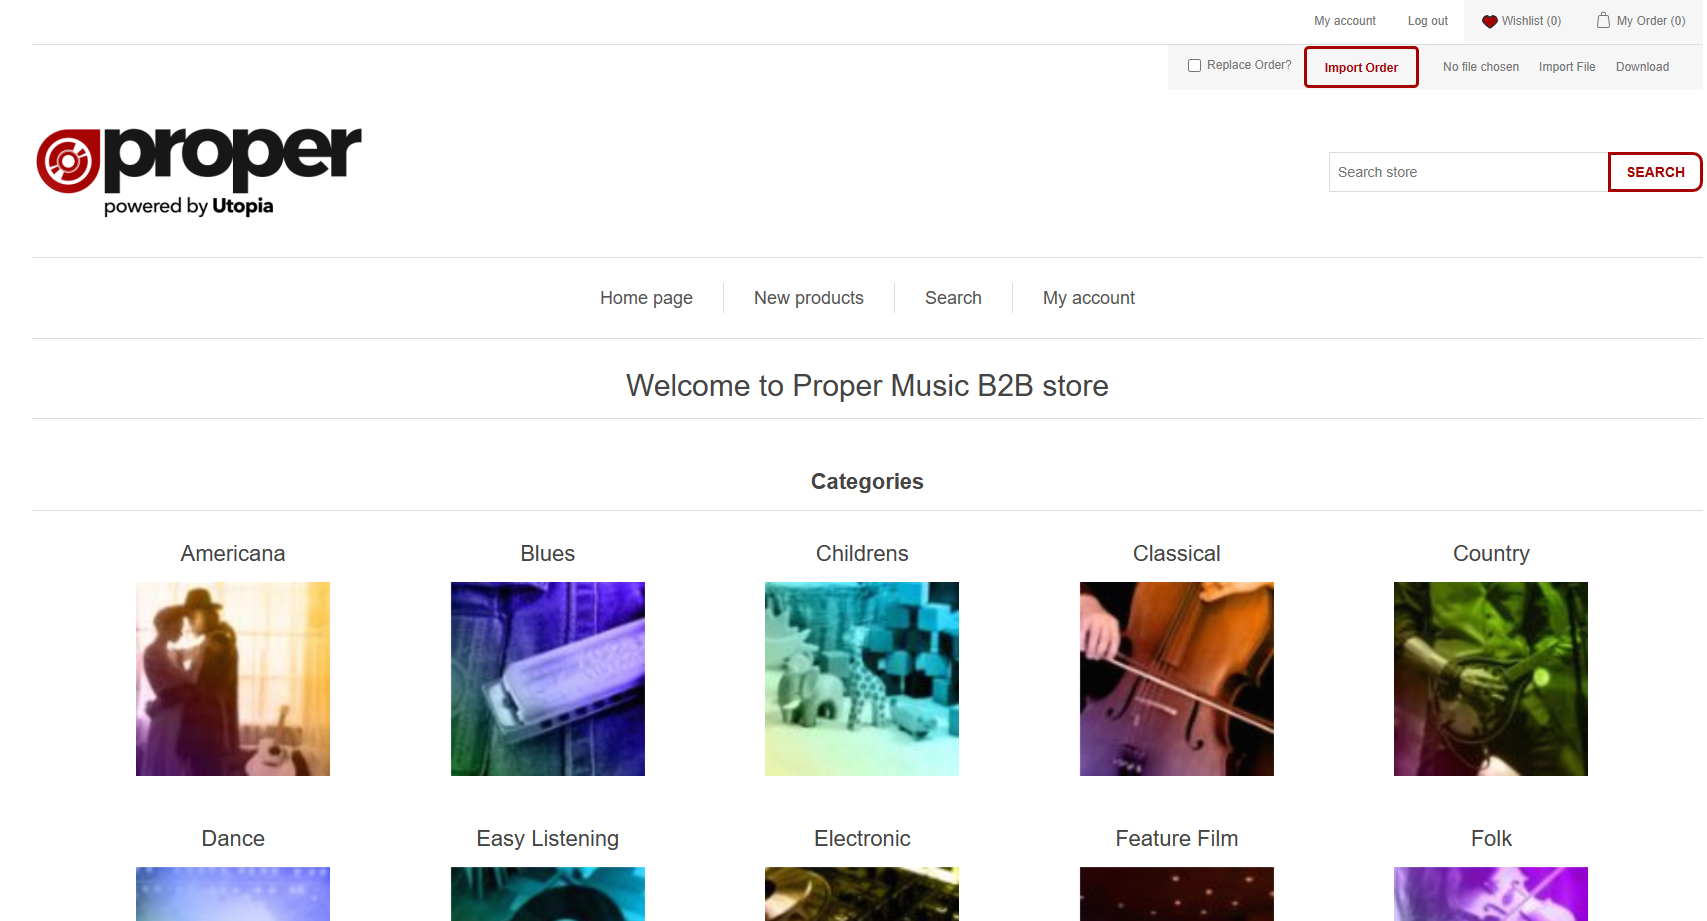 My account Log out Wishlist (0) My Order (0)
Replace Order? Import Order No file chosen Import File Download
proper
powered by Utopia
Search store SEARCH
Home page New products Search My account
Welcome to Proper Music B2B store
Categories
Americana Blues Childrens Classical Country
Dance Easy Listening Electronic Feature Film Folk